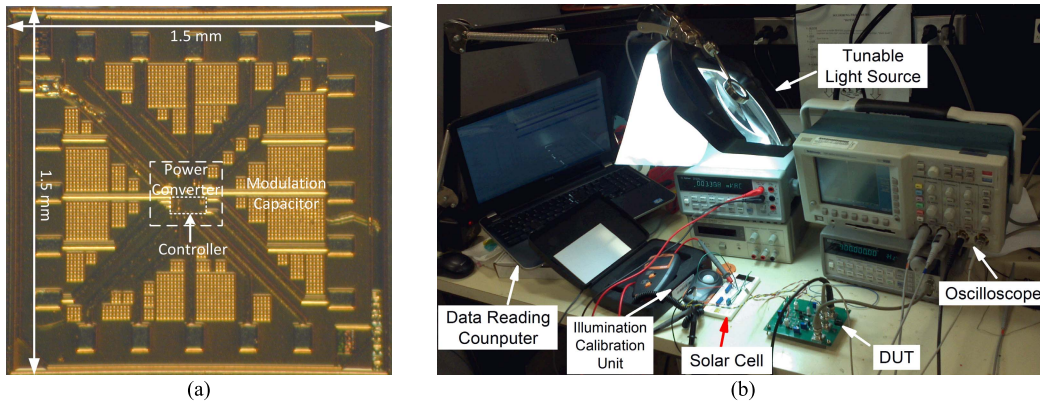 1.5 mm
1.5 mm
Power
Converter
Modulation
Capacitor
Controller
(a)
Tunable
Light Source
Oscilloscope
Data Reading
Counputer
Illumination
Calibration
Unit
Solar Cell
DUT
(b)